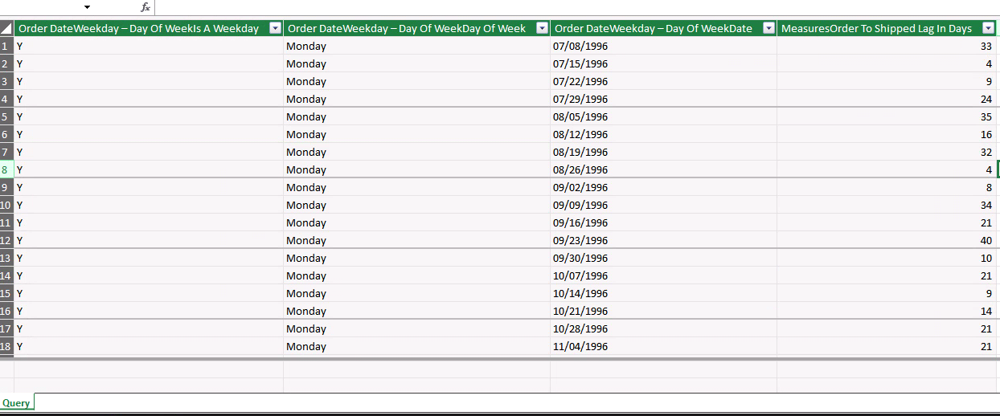 fx
Order DateWeekday – Day Of WeekIs A Weekday Order DateWeekday – Day Of WeekDay Of Week Order DateWeekday – Day Of WeekDate MeasuresOrder To Shipped Lag In Days
1 Y Monday 07/08/1996 33
2 Y Monday 07/15/1996 4
3 Y Monday 07/22/1996 9
4 Y Monday 07/29/1996 24
5 Y Monday 08/05/1996 35
6 Y Monday 08/12/1996 16
7 Y Monday 08/19/1996 32
8 Y Monday 08/26/1996 4
9 Y Monday 09/02/1996 8
10 Y Monday 09/09/1996 34
11 Y Monday 09/16/1996 21
12 Y Monday 09/23/1996 40
13 Y Monday 09/30/1996 10
14 Y Monday 10/07/1996 21
15 Y Monday 10/14/1996 9
16 Y Monday 10/21/1996 14
17 Y Monday 10/28/1996 21
18 Y Monday 11/04/1996 21
Query